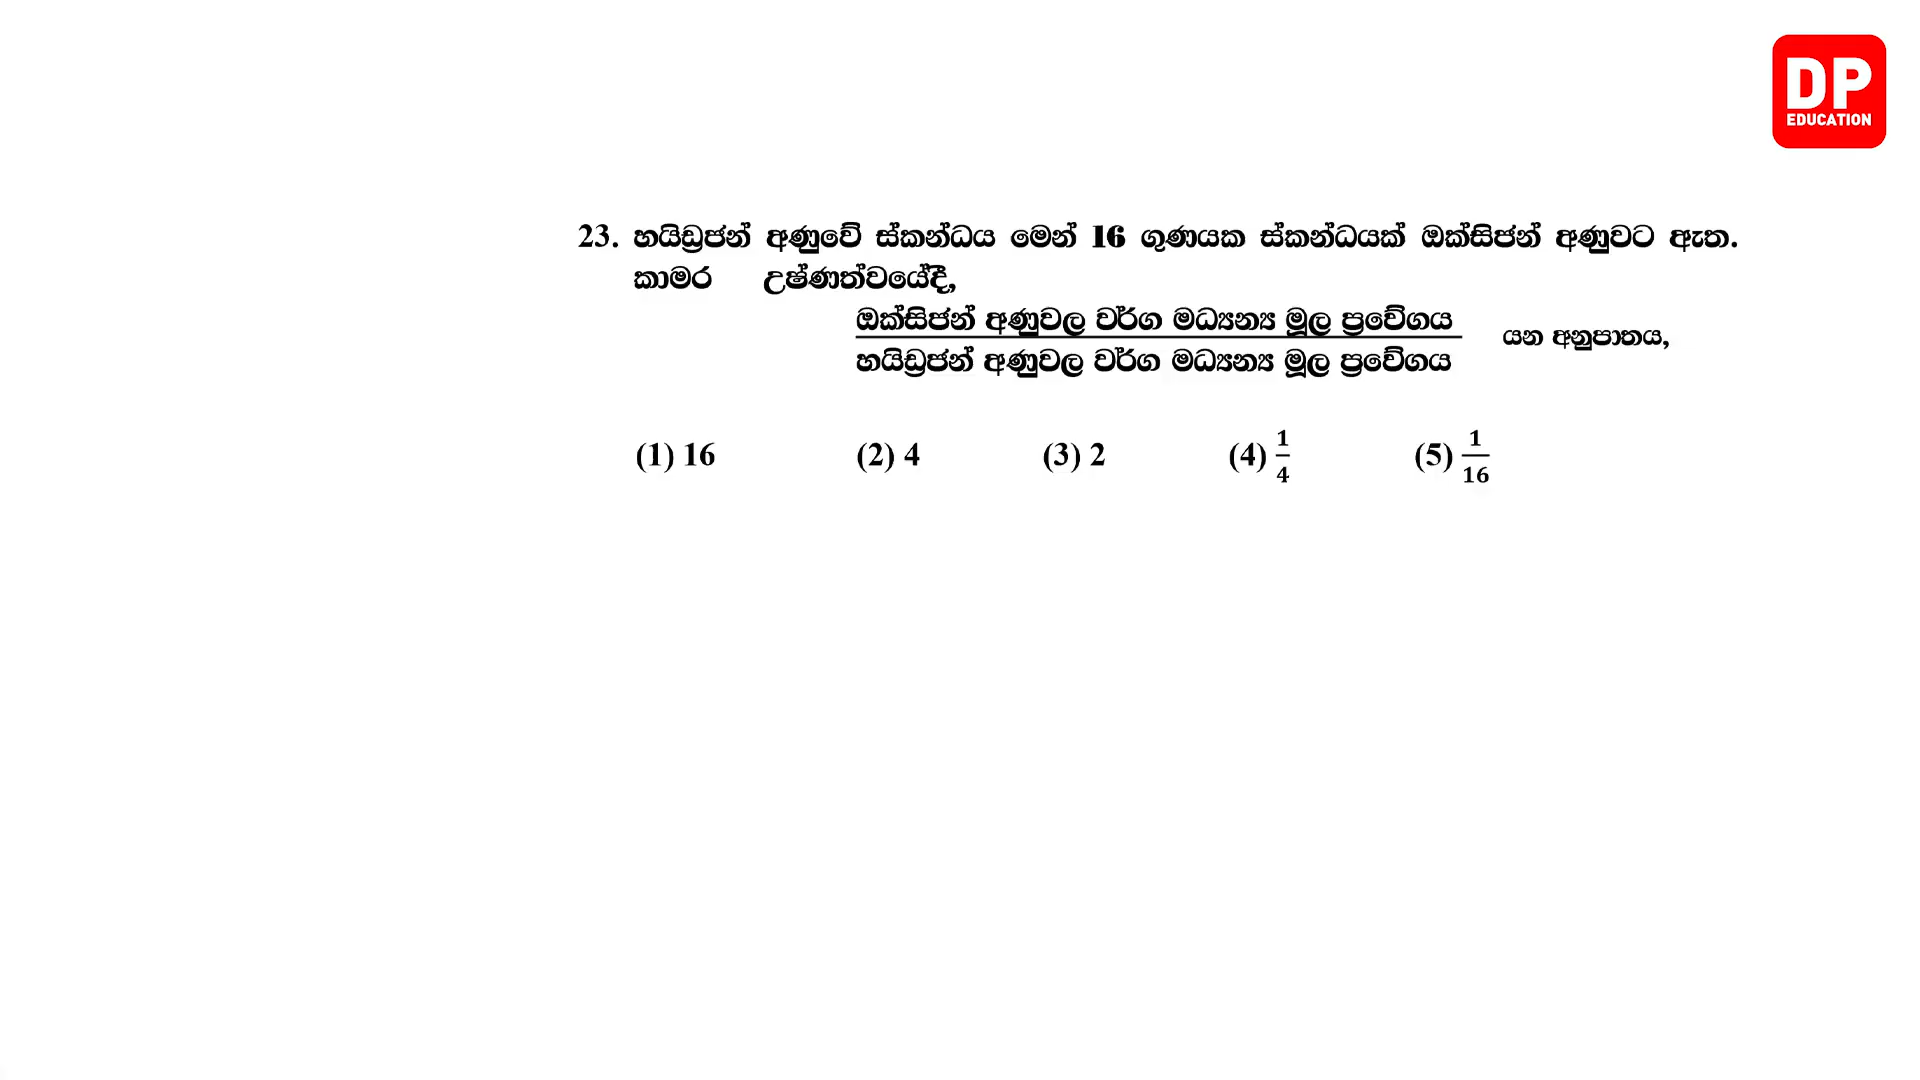 DP
EDUCATION
23. හයිඩ්‍රජන් අණුවේ ස්කන්ධය මෙන් 16 ගුණයක ස්කන්ධයක් ඔක්සිජන් අණුවට ඇත.
කාමර උෂ්ණත්වයේදී,
ඔක්සිජන් අණුවල වර්ග මධ්‍යන්‍ය මූල ප්‍රවේගය
හයිඩ්‍රජන් අණුවල වර්ග මධ්‍යන්‍ය මූල ප්‍රවේගය
යන අනුපාතය,
(1) 16 (2) 4 (3) 2 (4) 1/4 (5) 1/16